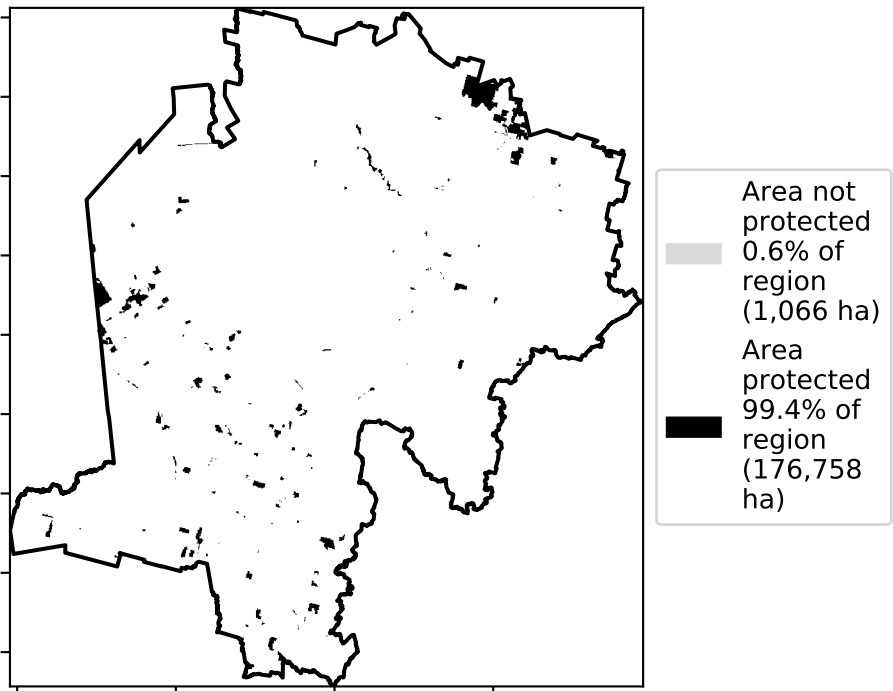 Area not
protected
0.6% of
region
(1,066 ha)
Area
protected
99.4% of
region
(176,758
ha)